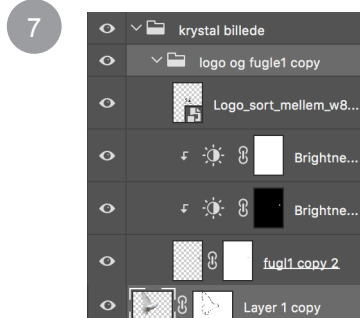 7
krystal billede
logo og fugle1 copy
Logo_sort_mellem_w8...
Brightne...
Brightne...
fugl1 copy 2
Layer 1 copy